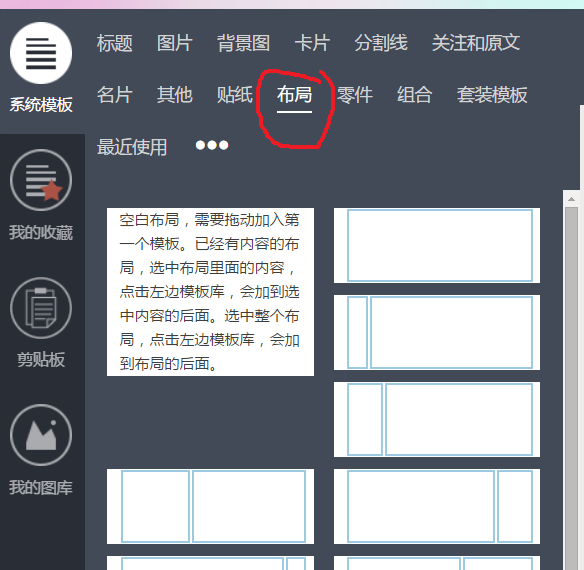 标题 图片 背景图 卡片 分割线 关注和原文
系统模板
名片 其他 贴纸 布局 零件 组合 套装模板
最近使用 •••
我的收藏
剪贴板
我的图库
空白布局，需要拖动加入第
一个模板。已经有内容的布
局，选中布局里面的内容，
点击左边模板库，会加到选
中内容的后面。选中整个布
局，点击左边模板库，会加
到布局的后面。